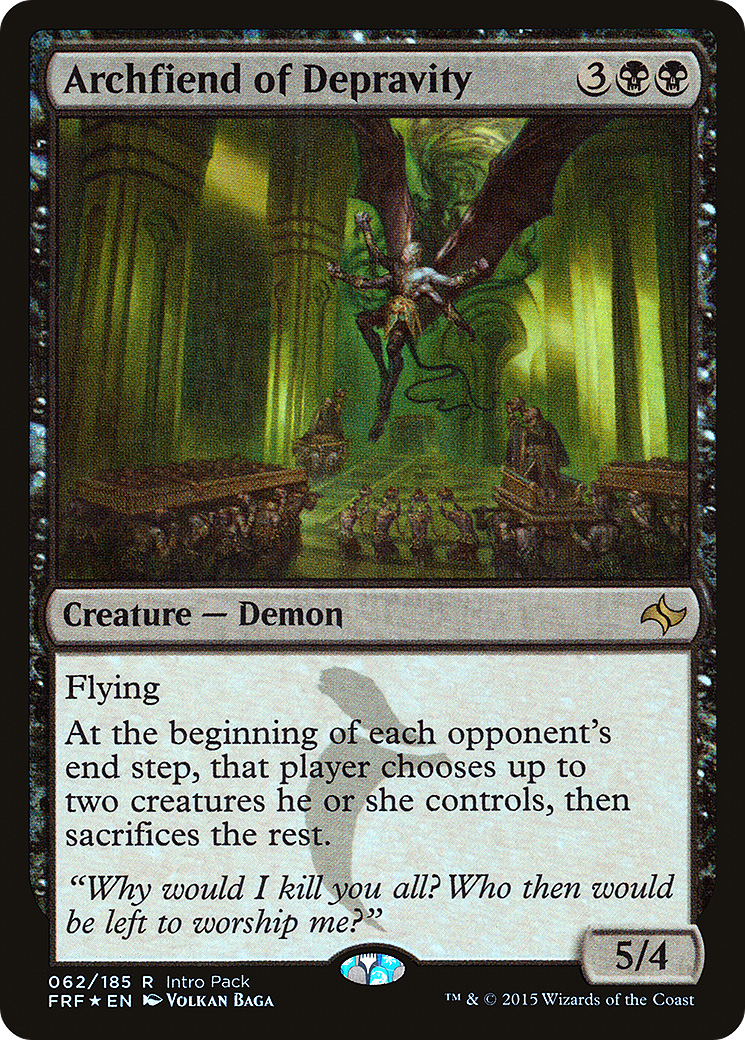 Archfiend of Depravity 3
Creature — Demon
Flying
At the beginning of each opponent's
end step, that player chooses up to
two creatures he or she controls, then
sacrifices the rest.
“Why would I kill you all? Who then would
be left to worship me?”
5/4
062/185 R Intro Pack
FRF★EN Volkan Baga
™ & © 2015 Wizards of the Coast